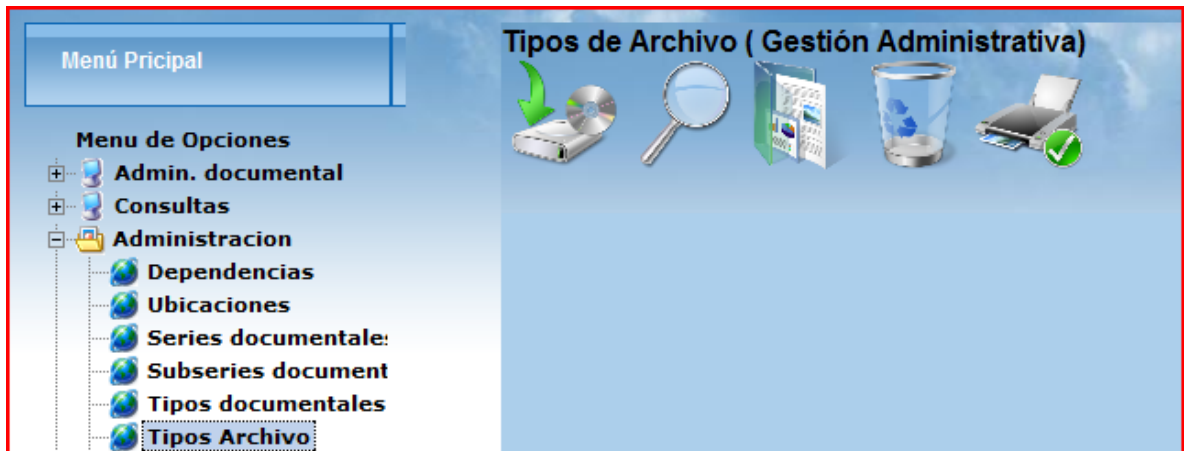 Menú Pricipal
Tipos de Archivo ( Gestión Administrativa)
Menu de Opciones
Admin. documental
Consultas
Administracion
Dependencias
Ubicaciones
Series documentale
Subseries document
Tipos documentales
Tipos Archivo